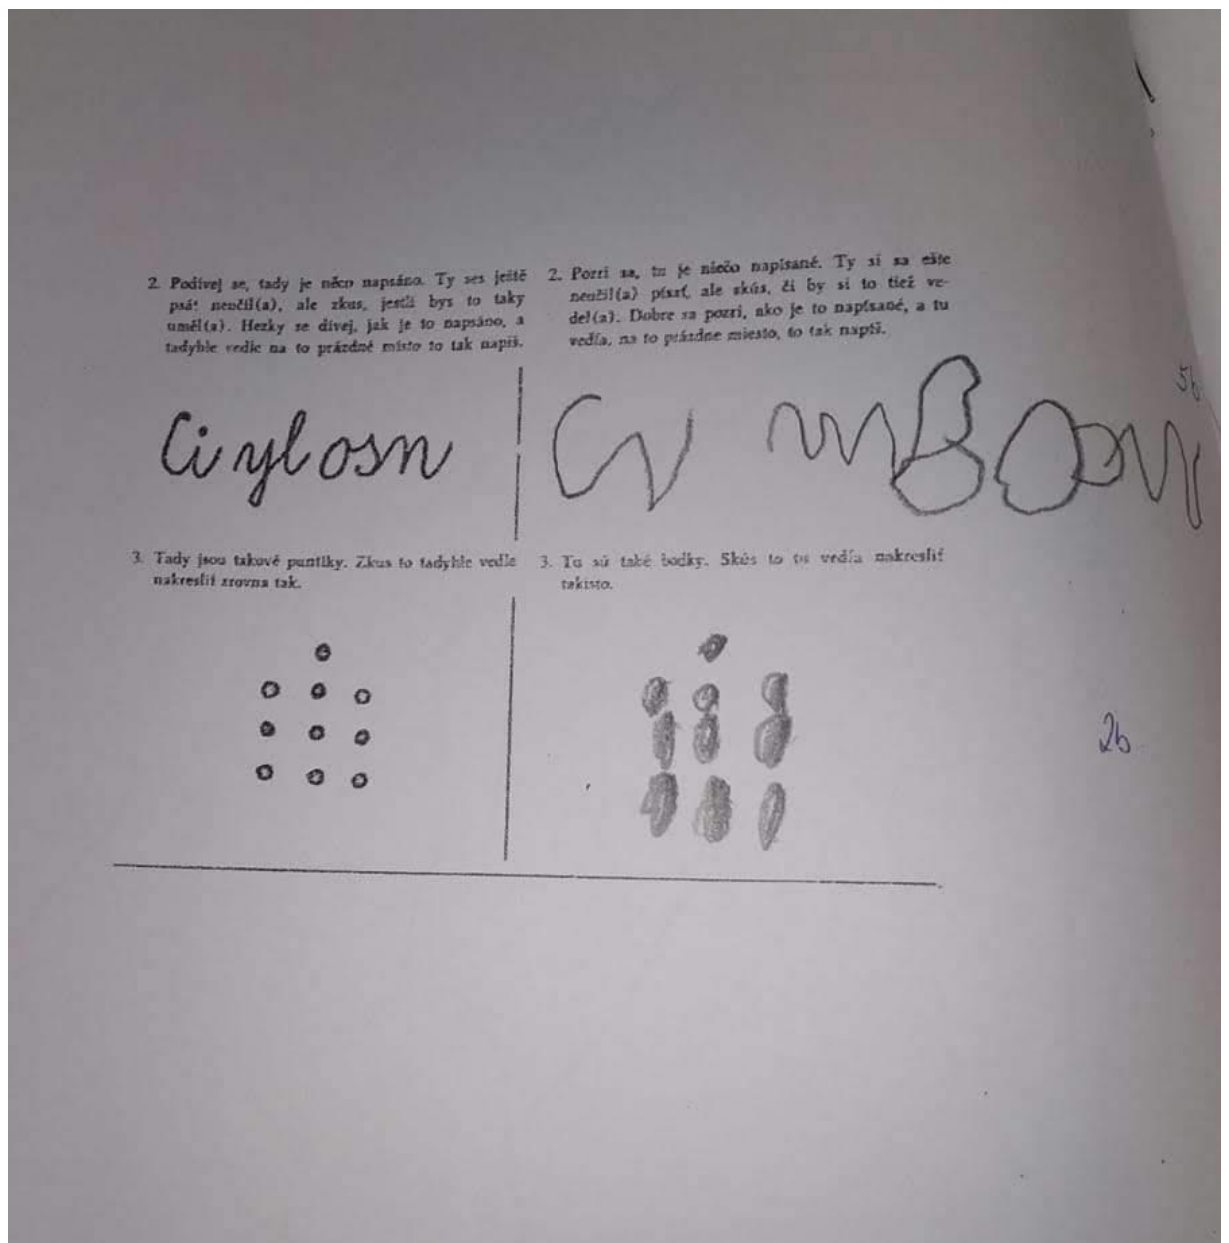 2. Podívej se, tady je něco napsáno. Ty ses ještě
psát neučil(a), ale zkus, jestli bys to taky
uměl(a). Hezky se dívej, jak je to napsáno, a
tadyhle vedle na to prázdné místo to tak napiš.
2. Pozri sa, tu je niečo napísané. Ty si sa ešte
neučil(a) písať, ale skús, či by si to tiež ve-
del(a). Dobre sa pozri, ako je to napísané, a tu
vedľa, na to prázdne miesto, to tak napíš.
Ci ylosn
5b
3. Tady jsou takové puntíky. Zkus to tadyhle vedle
nakreslit zrovna tak.
3. Tu sú také bodky. Skús to tu vedľa nakresliť
takisto.
2b